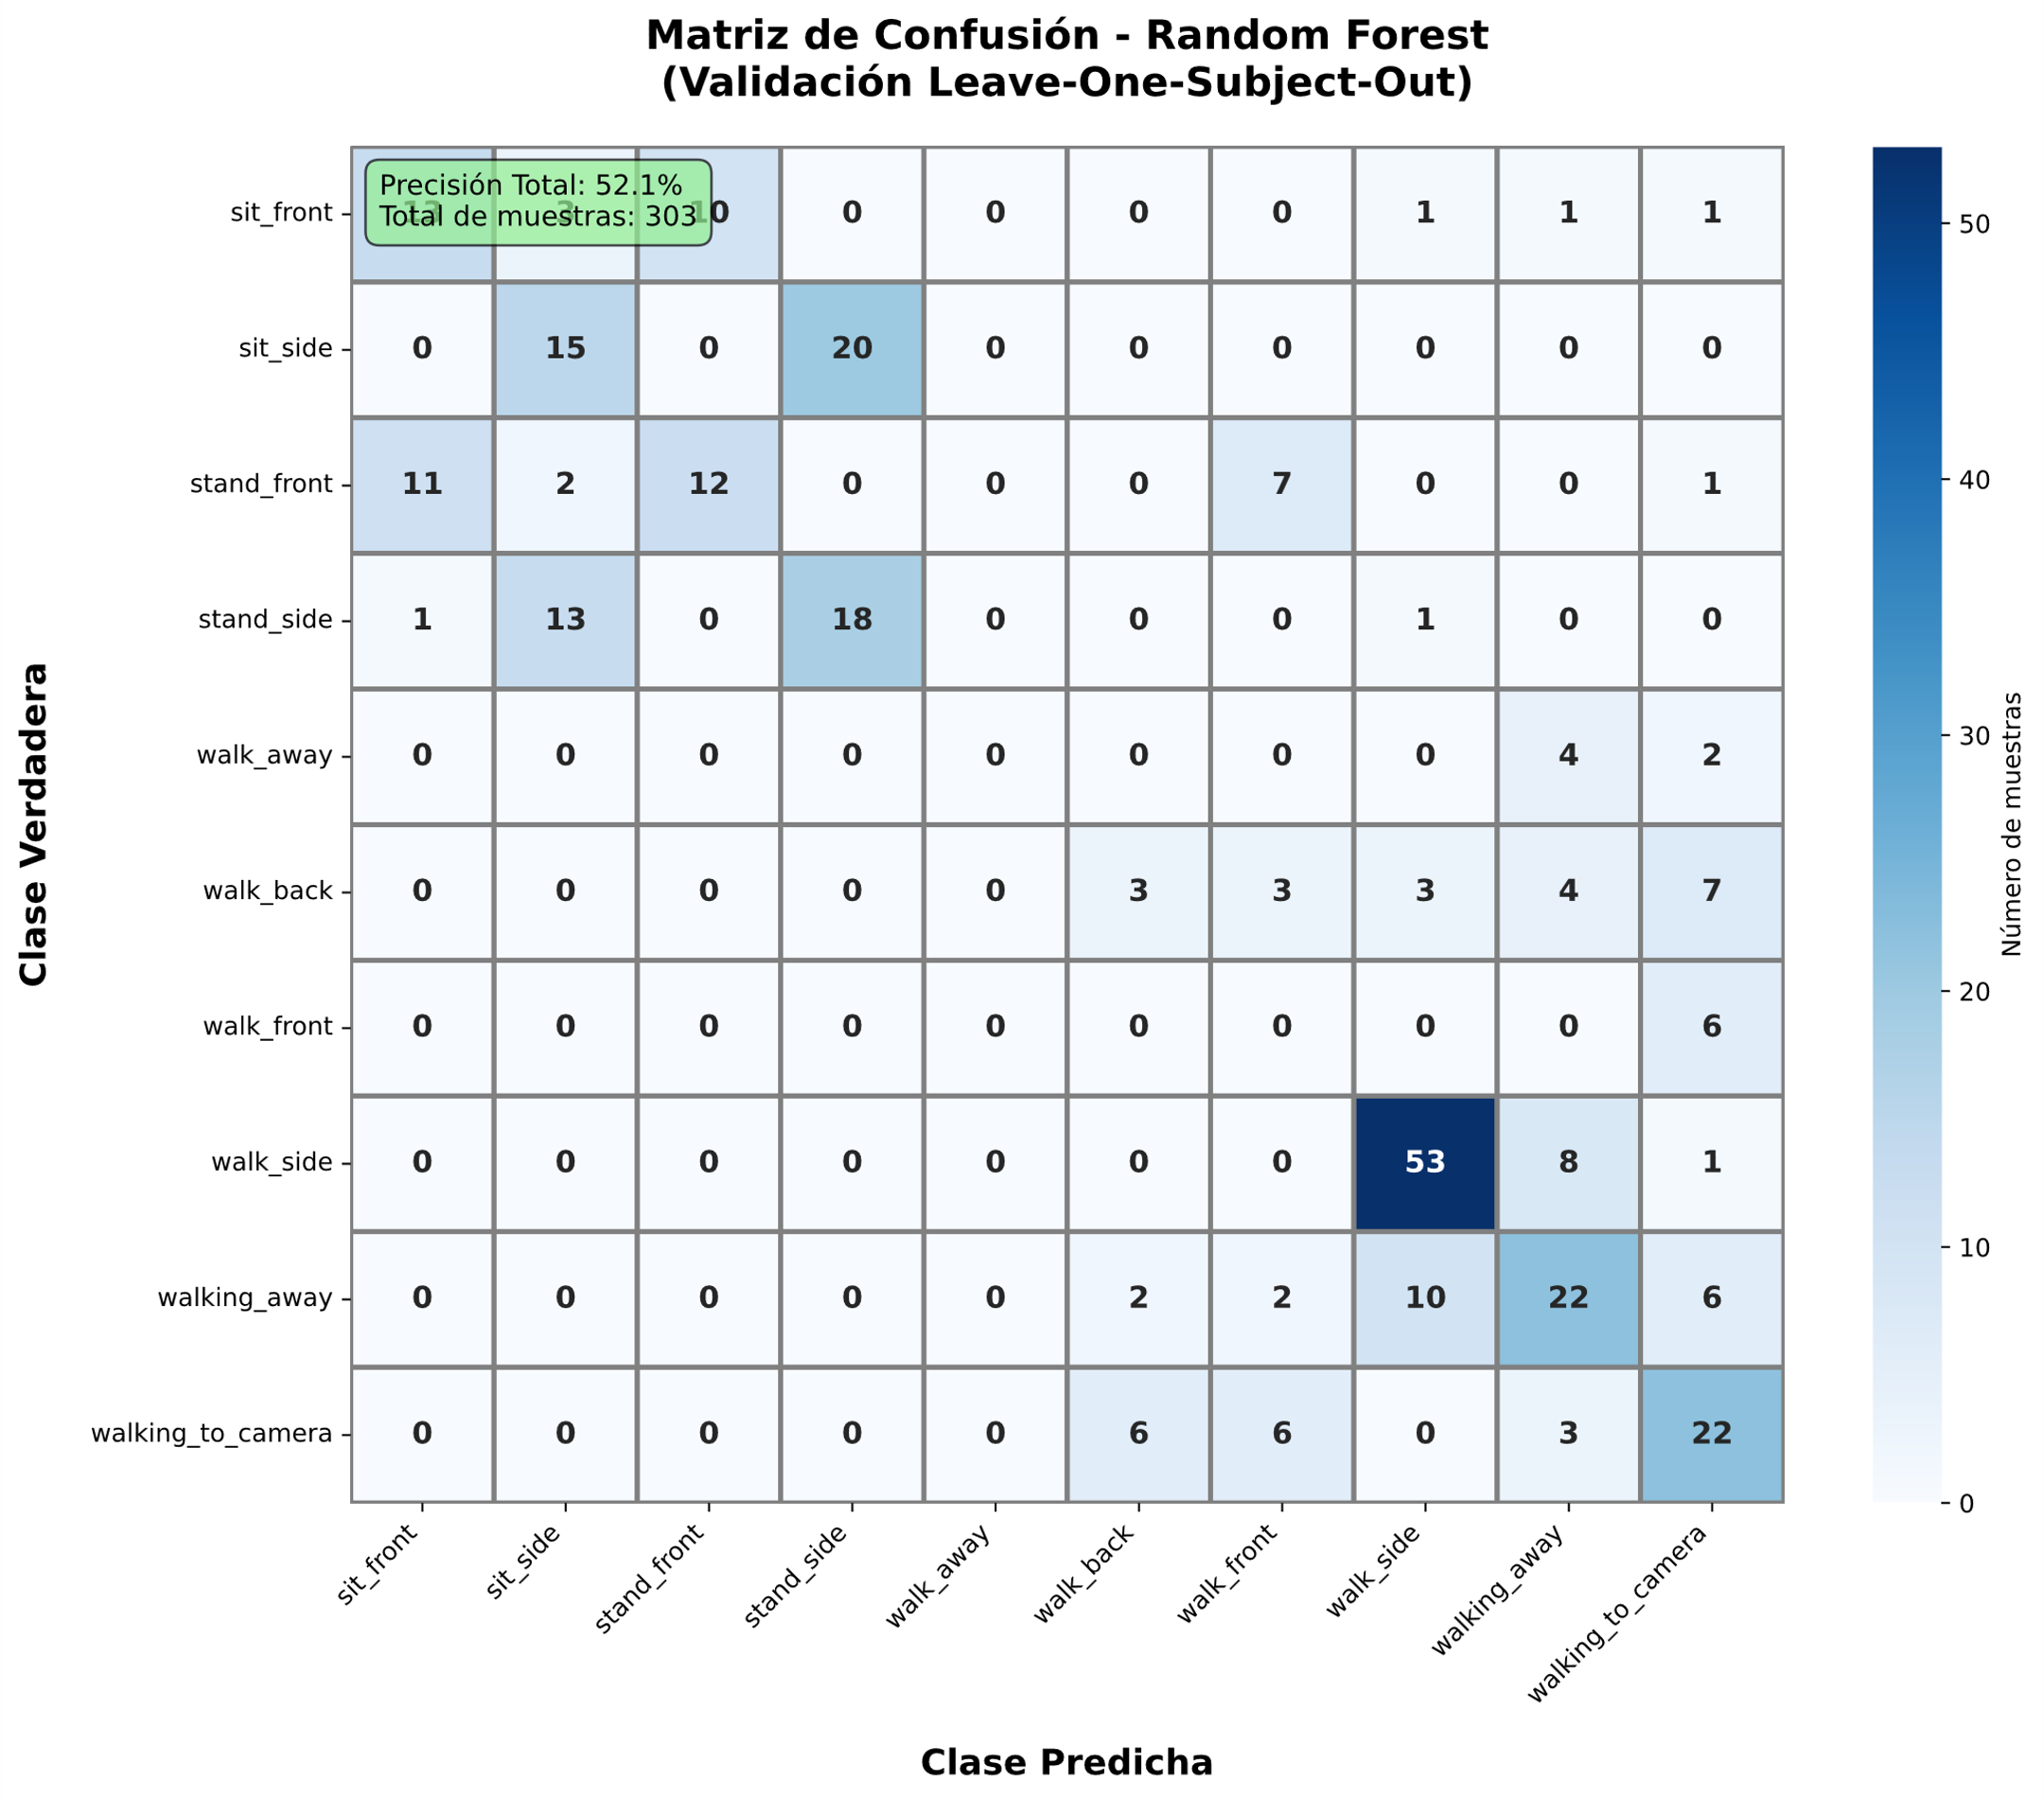 Matriz de Confusión - Random Forest
(Validación Leave-One-Subject-Out)
Precisión Total: 52.1%
Total de muestras: 303
sit_front 13 3 10 0 0 0 0 1 1 1
sit_side 0 15 0 20 0 0 0 0 0 0
stand_front 11 2 12 0 0 0 7 0 0 1
stand_side 1 13 0 18 0 0 0 1 0 0
walk_away 0 0 0 0 0 0 0 0 4 2
walk_back 0 0 0 0 0 3 3 3 4 7
walk_front 0 0 0 0 0 0 0 0 0 6
walk_side 0 0 0 0 0 0 0 53 8 1
walking_away 0 0 0 0 0 2 2 10 22 6
walking_to_camera 0 0 0 0 0 6 6 0 3 22
sit_front sit_side stand_front stand_side walk_away walk_back walk_front walk_side walking_away walking_to_camera
Clase Predicha
Clase Verdadera
50
40
30
20
10
0
Número de muestras